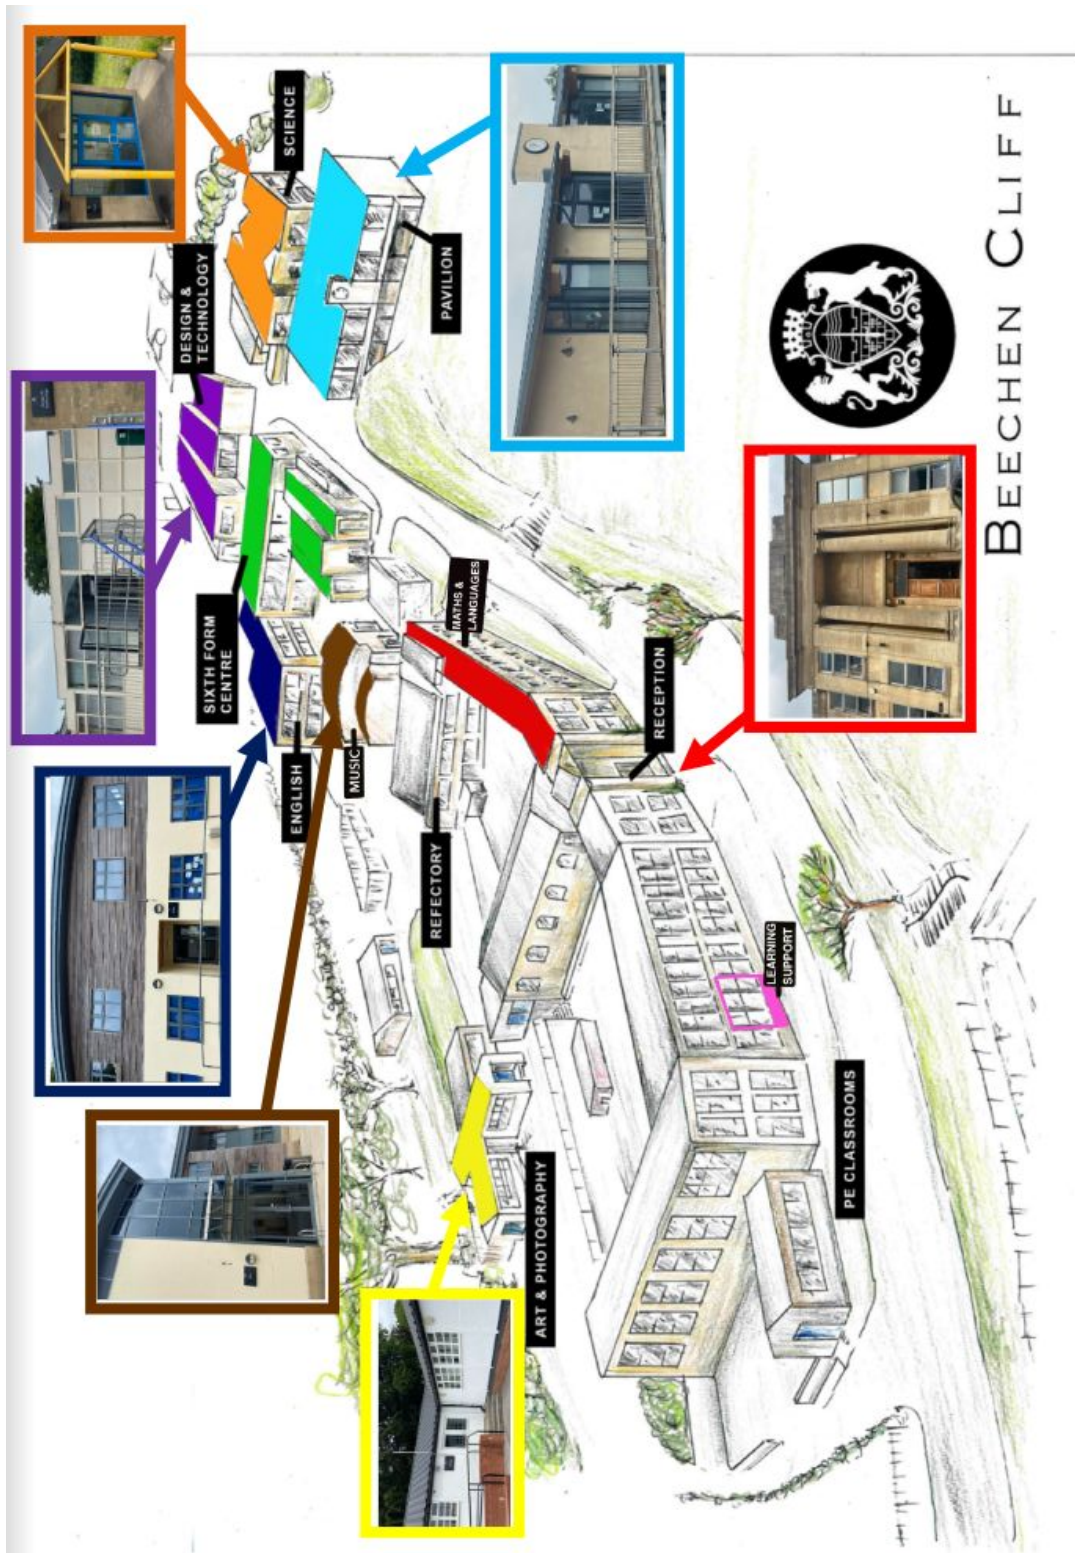 BEECHEN CLIFF
SCIENCE
PAVILION
DESIGN &
TECHNOLOGY
SIXTH FORM
CENTRE
ENGLISH
MUSIC
MATHS &
LANGUAGES
REFECTORY
RECEPTION
LEARNING
SUPPORT
ART & PHOTOGRAPHY
PE CLASSROOMS